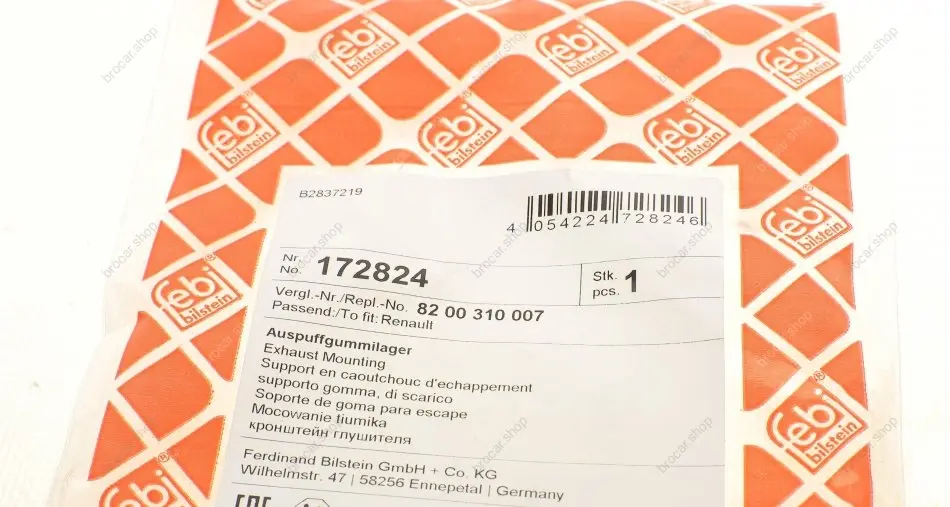 febi
bilstein
B2837219
4 054224 728246
Nr.
No. 172824
Stk.
pcs. 1
Vergl.-Nr./Repl.-No. 82 00 310 007
Passend:/To fit: Renault
Auspuffgummilager
Exhaust Mounting
Support en caoutchouc d'echappement
supporto gomma, di scarico
Soporte de goma para escape
Mocowanie tłumika
кронштейн глушителя
Ferdinand Bilstein GmbH + Co. KG
Wilhelmstr. 47 | 58256 Ennepetal | Germany
EAC
brocar.shop